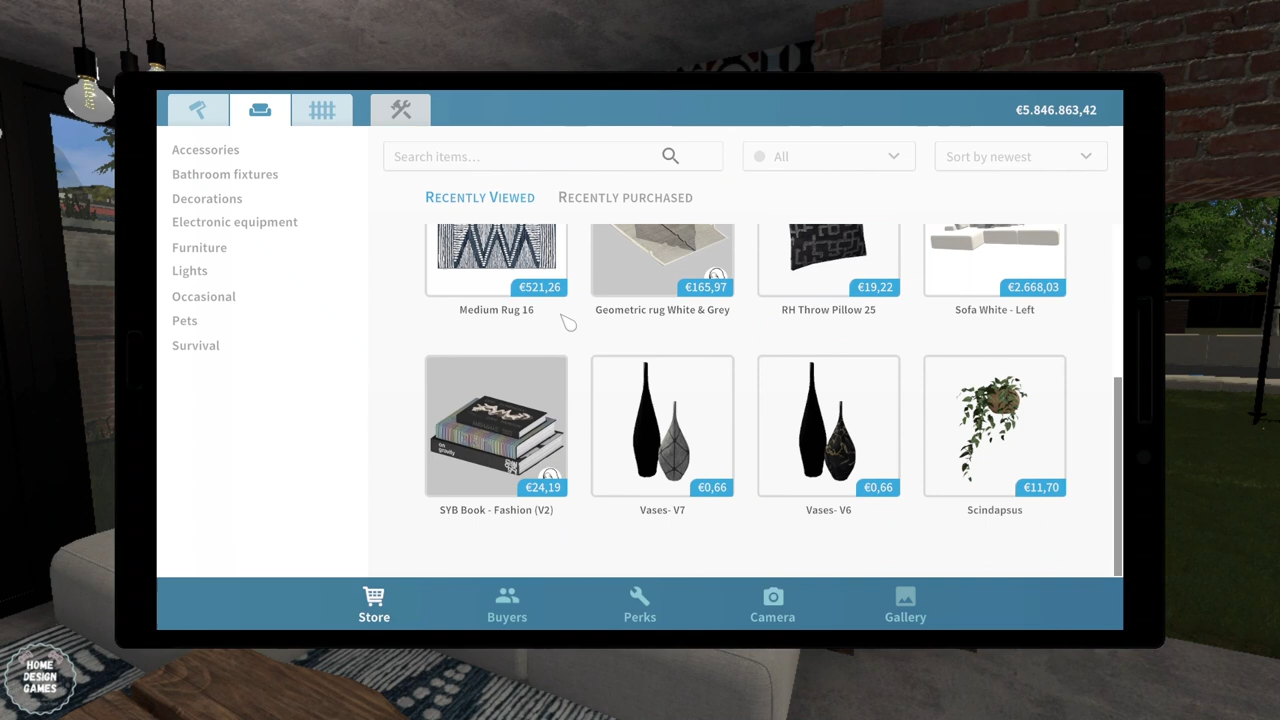 €5.846.863,42
Accessories
Bathroom fixtures
Decorations
Electronic equipment
Furniture
Lights
Occasional
Pets
Survival
Search items...
All
Sort by newest
RECENTLY VIEWED
RECENTLY PURCHASED
€521,26
€165,97
€19,22
€2.668,03
Medium Rug 16
Geometric rug White & Grey
RH Throw Pillow 25
Sofa White - Left
on
gravity
€24,19
€0,66
€0,66
€11,70
SYB Book - Fashion (V2)
Vases- V7
Vases- V6
Scindapsus
Store
Buyers
Perks
Camera
Gallery
HOME
DESIGN
GAMES